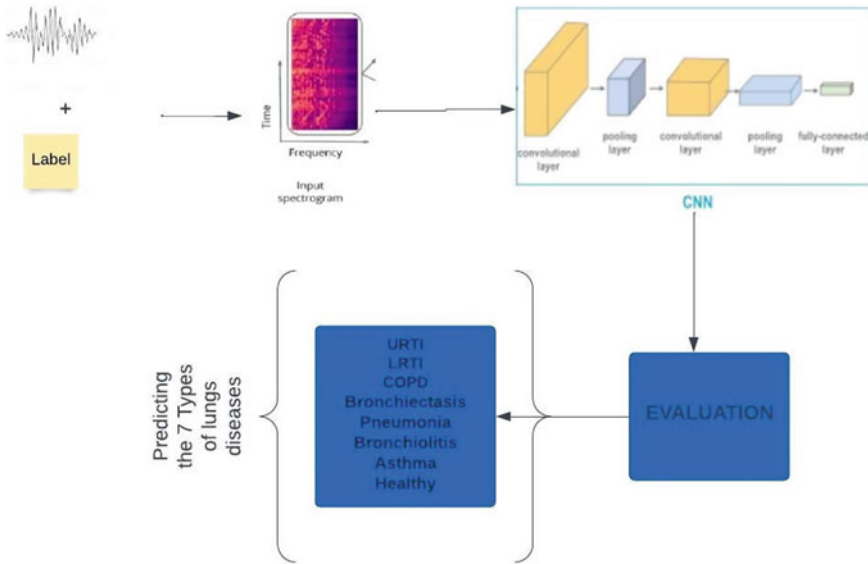 +
Label
Time
Frequency
Input
spectrogram
convolutional
layer
pooling
layer
convolutional
layer
pooling
layer
fully-connected
layer
CNN
Predicting
the 7 Types
of lungs
diseases
URTI
LRTI
COPD
Bronchiectasis
Pneumonia
Bronchiolitis
Asthma
Healthy
EVALUATION